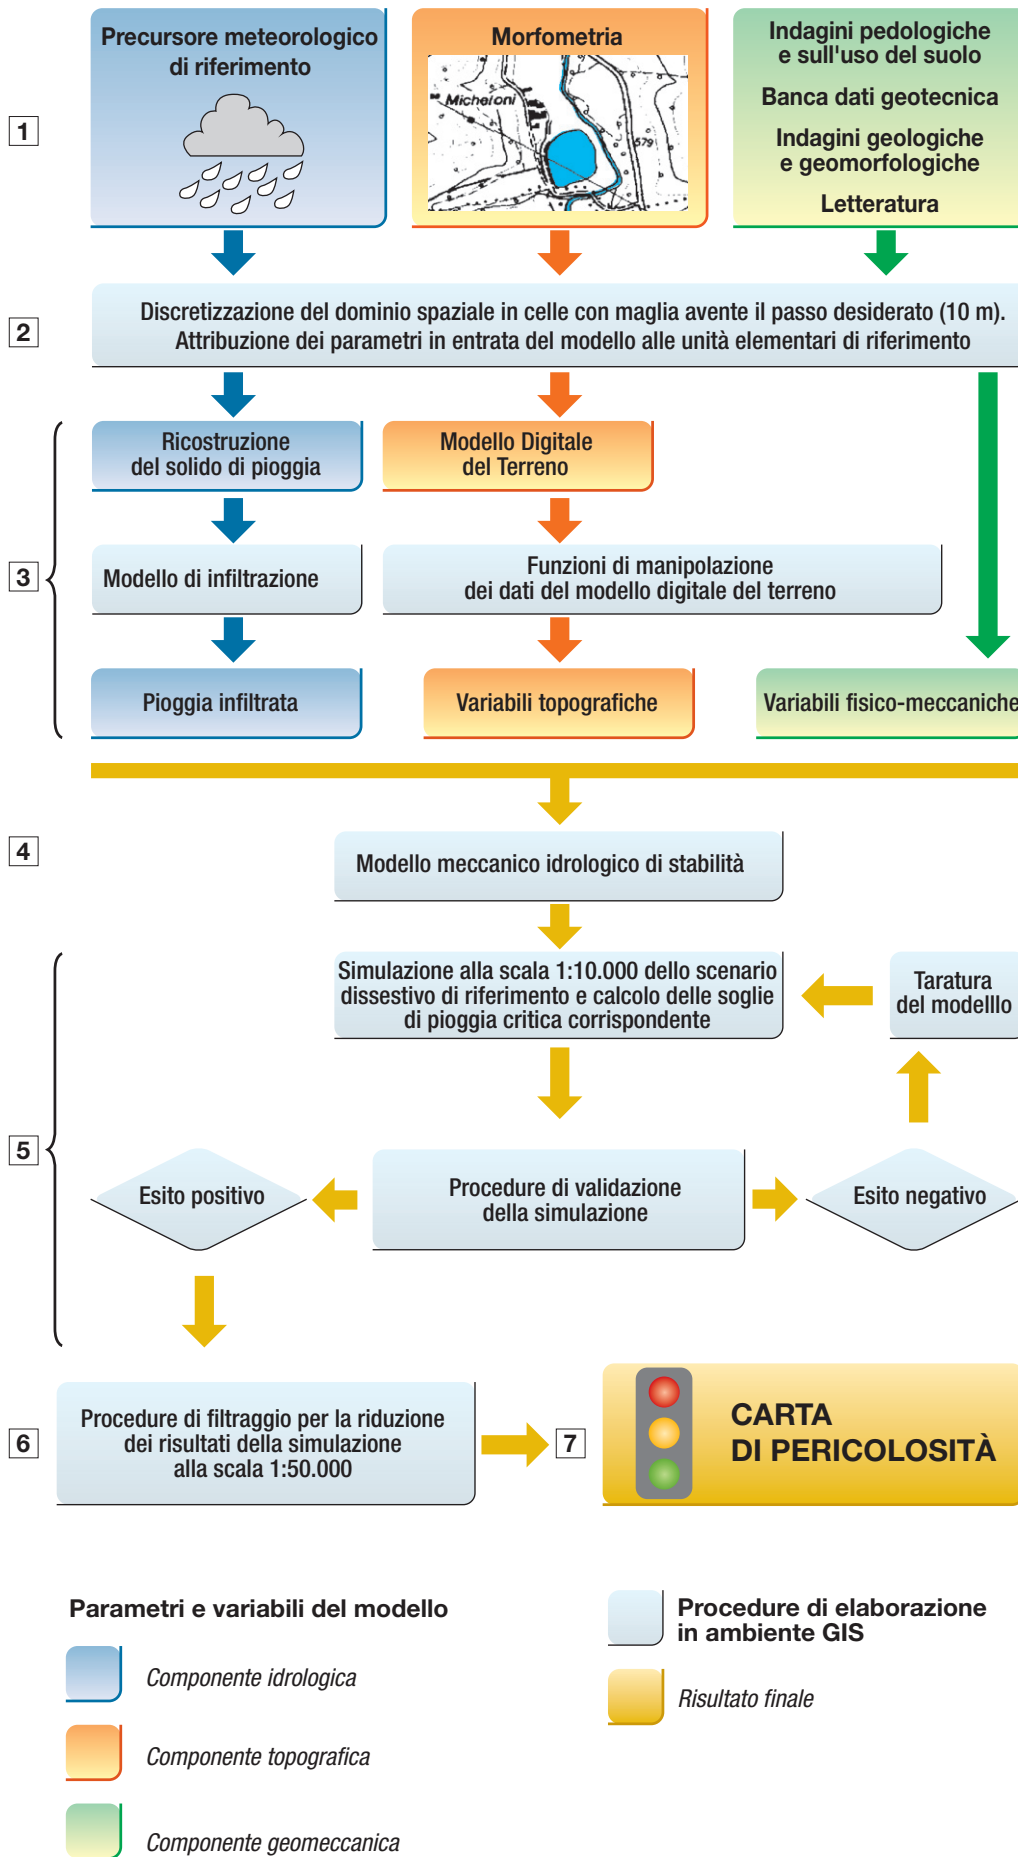 Precursore meteorologico
di riferimento
Morfometria
Micheloni
579
Indagini pedologiche
e sull'uso del suolo
Banca dati geotecnica
Indagini geologiche
e geomorfologiche
Letteratura
1
2
Discretizzazione del dominio spaziale in celle con maglia avente il passo desiderato (10 m).
Attribuzione dei parametri in entrata del modello alle unità elementari di riferimento
3
Ricostruzione
del solido di pioggia
Modello Digitale
del Terreno
Modello di infiltrazione
Funzioni di manipolazione
dei dati del modello digitale del terreno
Pioggia infiltrata
Variabili topografiche
Variabili fisico-meccaniche
4
Modello meccanico idrologico di stabilità
5
Simulazione alla scala 1:10.000 dello scenario
dissestivo di riferimento e calcolo delle soglie
di pioggia critica corrispondente
Taratura
del modelllo
Esito positivo
Procedure di validazione
della simulazione
Esito negativo
6
Procedure di filtraggio per la riduzione
dei risultati della simulazione
alla scala 1:50.000
7
CARTA
DI PERICOLOSITÀ
Parametri e variabili del modello
Componente idrologica
Componente topografica
Componente geomeccanica
Procedure di elaborazione
in ambiente GIS
Risultato finale